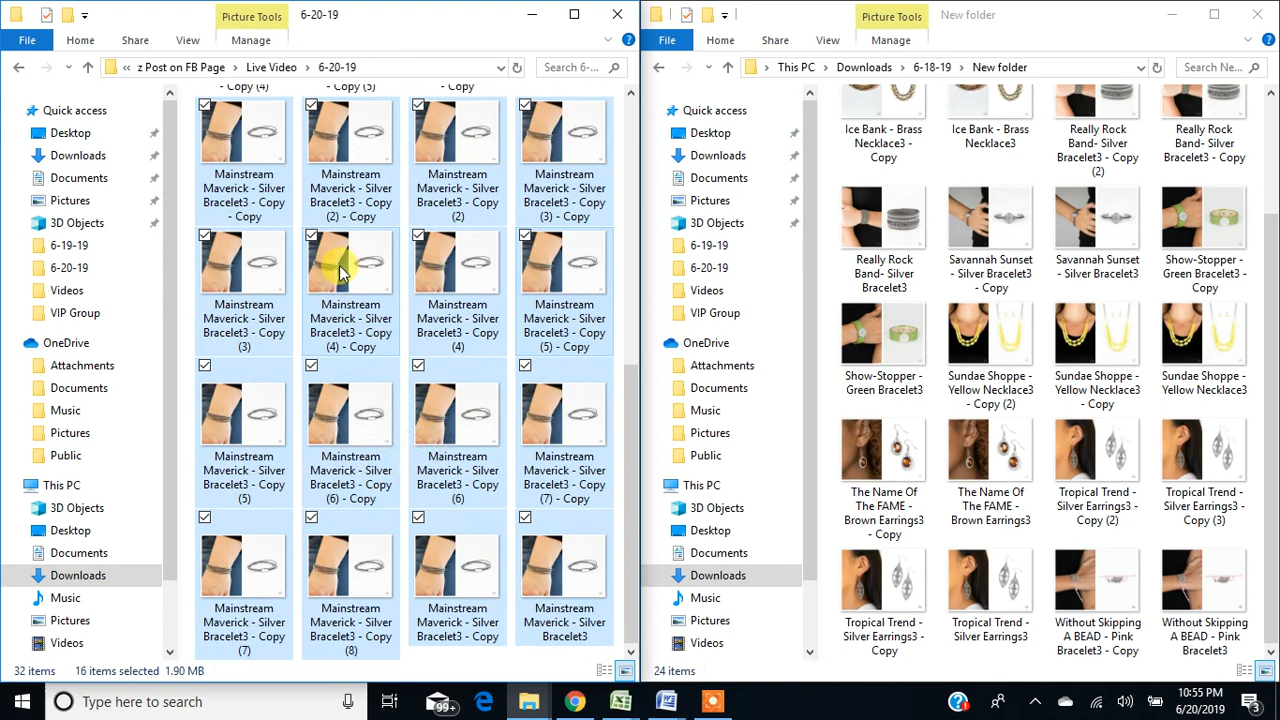 Picture Tools 6-20-19
File Home Share View Manage
z Post on FB Page Live Video 6-20-19 Search 6-...
Quick access
Desktop
Downloads
Documents
Pictures
3D Objects
6-19-19
6-20-19
Videos
VIP Group
OneDrive
Attachments
Documents
Music
Pictures
Public
This PC
3D Objects
Desktop
Documents
Downloads
Music
Pictures
Videos
- Copy (4) - Copy (5) - Copy
Mainstream Maverick - Silver Bracelet3 - Copy - Copy
Mainstream Maverick - Silver Bracelet3 - Copy (2) - Copy
Mainstream Maverick - Silver Bracelet3 - Copy (2)
Mainstream Maverick - Silver Bracelet3 - Copy (3) - Copy
Mainstream Maverick - Silver Bracelet3 - Copy (3)
Mainstream Maverick - Silver Bracelet3 - Copy (4) - Copy
Mainstream Maverick - Silver Bracelet3 - Copy (4)
Mainstream Maverick - Silver Bracelet3 - Copy (5) - Copy
Mainstream Maverick - Silver Bracelet3 - Copy (5)
Mainstream Maverick - Silver Bracelet3 - Copy (6) - Copy
Mainstream Maverick - Silver Bracelet3 - Copy (6)
Mainstream Maverick - Silver Bracelet3 - Copy (7) - Copy
Mainstream Maverick - Silver Bracelet3 - Copy (7)
Mainstream Maverick - Silver Bracelet3 - Copy (8)
Mainstream Maverick - Silver Bracelet3 - Copy
Mainstream Maverick - Silver Bracelet3
32 items 16 items selected 1.90 MB
Picture Tools New folder
File Home Share View Manage
This PC Downloads 6-18-19 New folder Search Ne...
Quick access
Desktop
Downloads
Documents
Pictures
3D Objects
6-19-19
6-20-19
Videos
VIP Group
OneDrive
Attachments
Documents
Music
Pictures
Public
This PC
3D Objects
Desktop
Documents
Downloads
Music
Pictures
Videos
Ice Bank - Brass Necklace3 - Copy
Ice Bank - Brass Necklace3
Really Rock Band- Silver Bracelet3 - Copy (2)
Really Rock Band- Silver Bracelet3 - Copy
Really Rock Band- Silver Bracelet3
Savannah Sunset - Silver Bracelet3 - Copy
Savannah Sunset - Silver Bracelet3
Show-Stopper - Green Bracelet3 - Copy
Show-Stopper - Green Bracelet3
Sundae Shoppe - Yellow Necklace3 - Copy (2)
Sundae Shoppe - Yellow Necklace3 - Copy
Sundae Shoppe - Yellow Necklace3
The Name Of The FAME - Brown Earrings3 - Copy
The Name Of The FAME - Brown Earrings3
Tropical Trend - Silver Earrings3 - Copy (2)
Tropical Trend - Silver Earrings3 - Copy (3)
Tropical Trend - Silver Earrings3 - Copy
Tropical Trend - Silver Earrings3
Without Skipping A BEAD - Pink Bracelet3 - Copy
Without Skipping A BEAD - Pink Bracelet3
24 items
Type here to search
99+
10:55 PM
6/20/2019
3